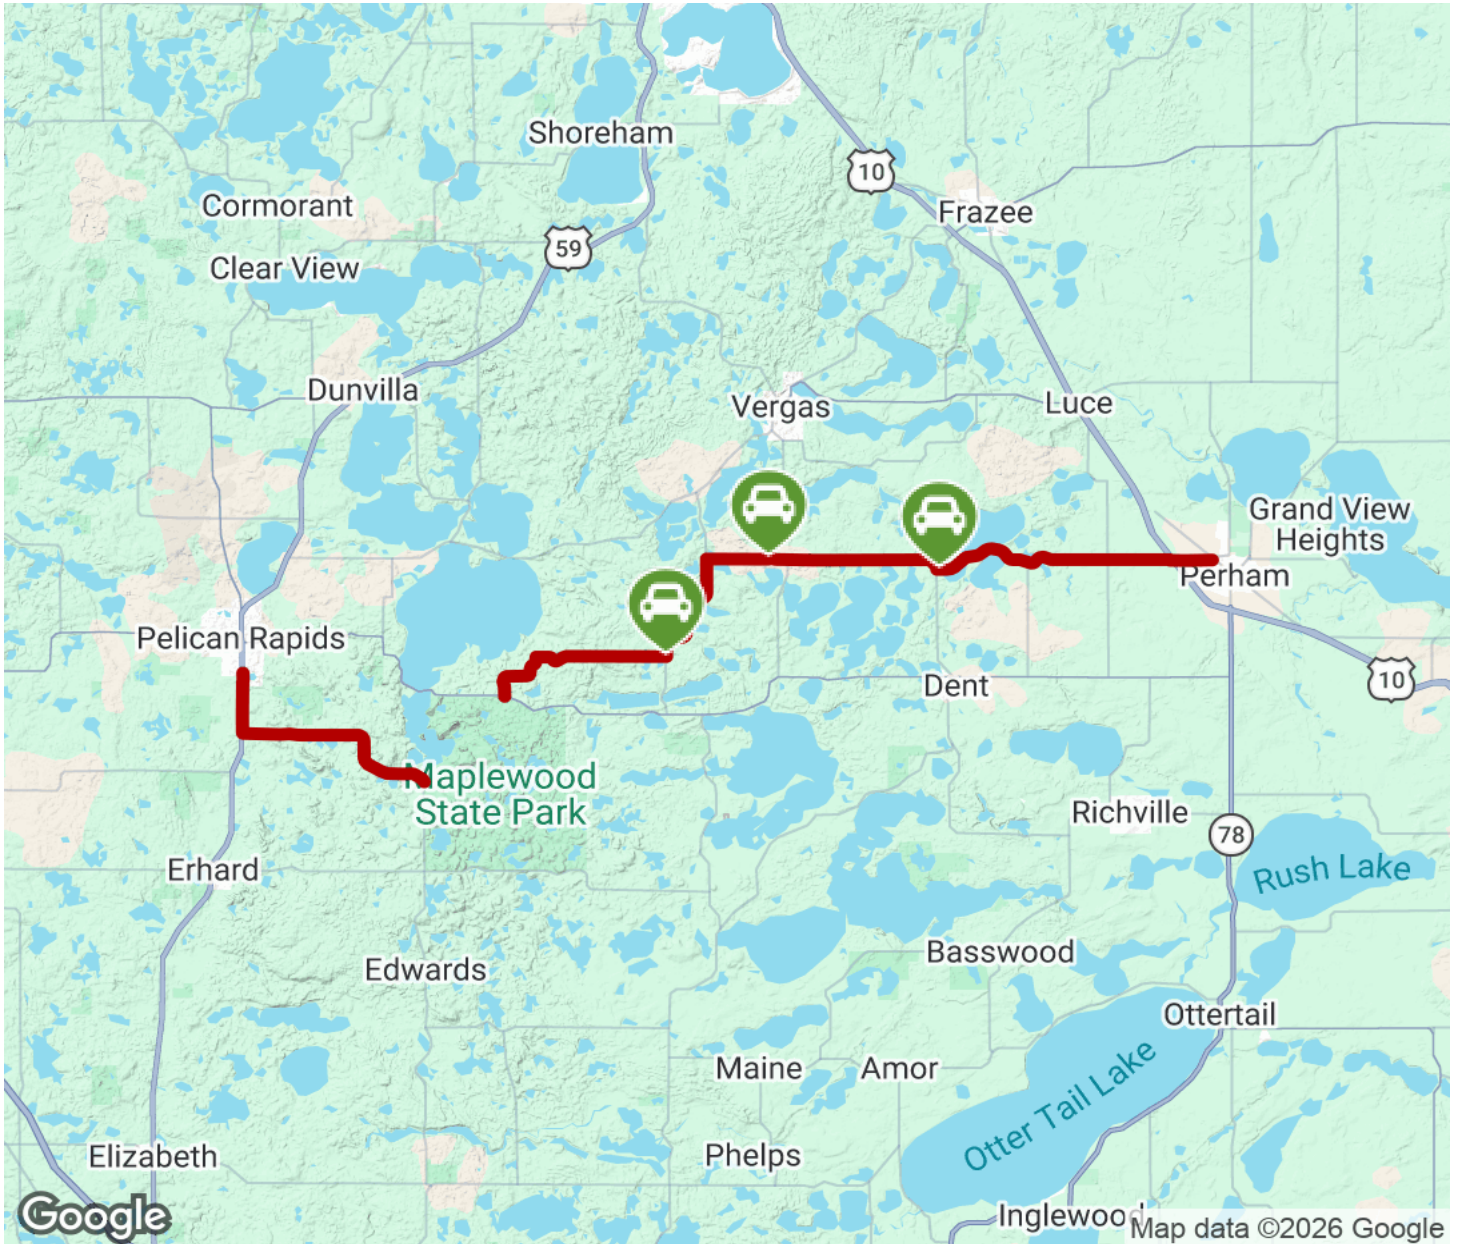 Shoreham
10
Cormorant
Frazee
59
Clear View
Dunvilla
Vergas
Luce
Grand View
Heights
Perham
Pelican Rapids
Dent
10
Maplewood
State Park
Richville
78
Erhard
Rush Lake
Basswood
Edwards
Ottertail
Maine
Amor
Otter Tail Lake
Elizabeth
Phelps
Inglewood
Google
Map data ©2026 Google